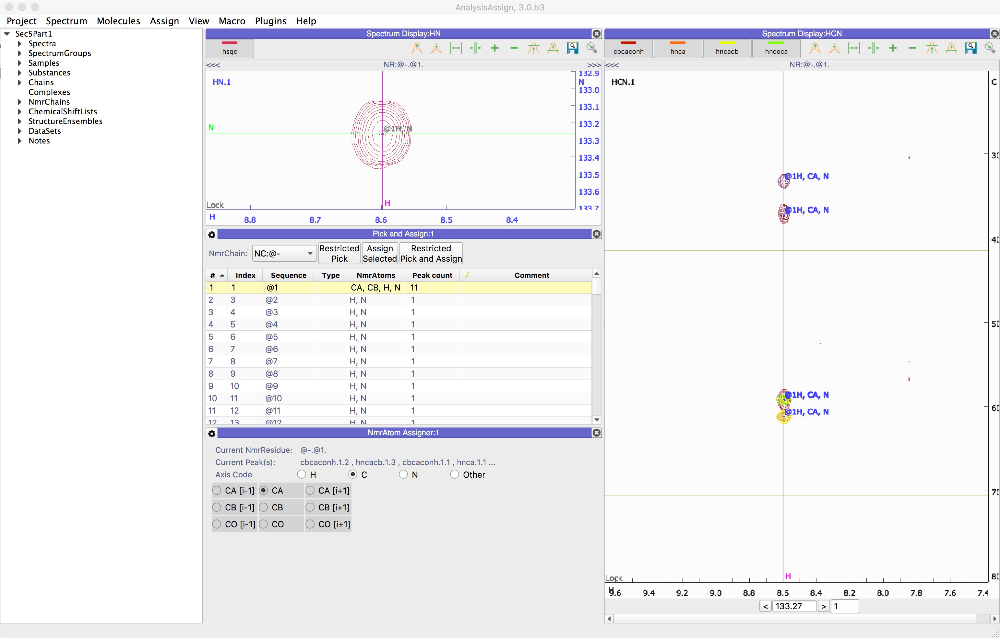 AnalysisAssign, 3.0.b3
Project Spectrum Molecules Assign View Macro Plugins Help
Sec5Part1
Spectra
SpectrumGroups
Samples
Substances
Chains
Complexes
NmrChains
ChemicalShiftLists
StructureEnsembles
DataSets
Notes
Spectrum Display:HN
hsqc
<<< NR:@-.@1. >>>
HN.1
132.9
N
133.0
133.1
133.2
133.3
133.4
133.5
133.6
133.7
N
@1H, N
H
Lock
H 8.8 8.7 8.6 8.5 8.4
Pick and Assign:1
NmrChain: NC:@-
Restricted
Pick
Assign
Selected
Restricted
Pick and Assign
# Index Sequence Type NmrAtoms Peak count Comment
1 1 @1 CA, CB, H, N 11
2 3 @2 H, N 1
3 4 @3 H, N 1
4 5 @4 H, N 1
5 6 @5 H, N 1
6 7 @6 H, N 1
7 8 @7 H, N 1
8 9 @8 H, N 1
9 10 @9 H, N 1
10 11 @10 H, N 1
11 12 @11 H, N 1
12 13 @12 H, N 1
NmrAtom Assigner:1
Current NmrResidue: @-.@1.
Current Peak(s): cbcaconh.1.2 , hncacb.1.3 , cbcaconh.1.1 , hnca.1.1 ...
Axis Code H C N Other
CA [i-1] CA CA [i+1]
CB [i-1] CB CB [i+1]
CO [i-1] CO CO [i+1]
Spectrum Display:HCN
cbcaconh hnca hncacb hncoca
<<< NR:@-.@1.
HCN.1
C
30
@1H, CA, N
@1H, CA, N
40
50
@1H, CA, N
60
@1H, CA, N
70
80
H
Lock
H
9.6 9.4 9.2 9.0 8.8 8.6 8.4 8.2 8.0 7.8 7.6 7.4
< 133.27 > 1